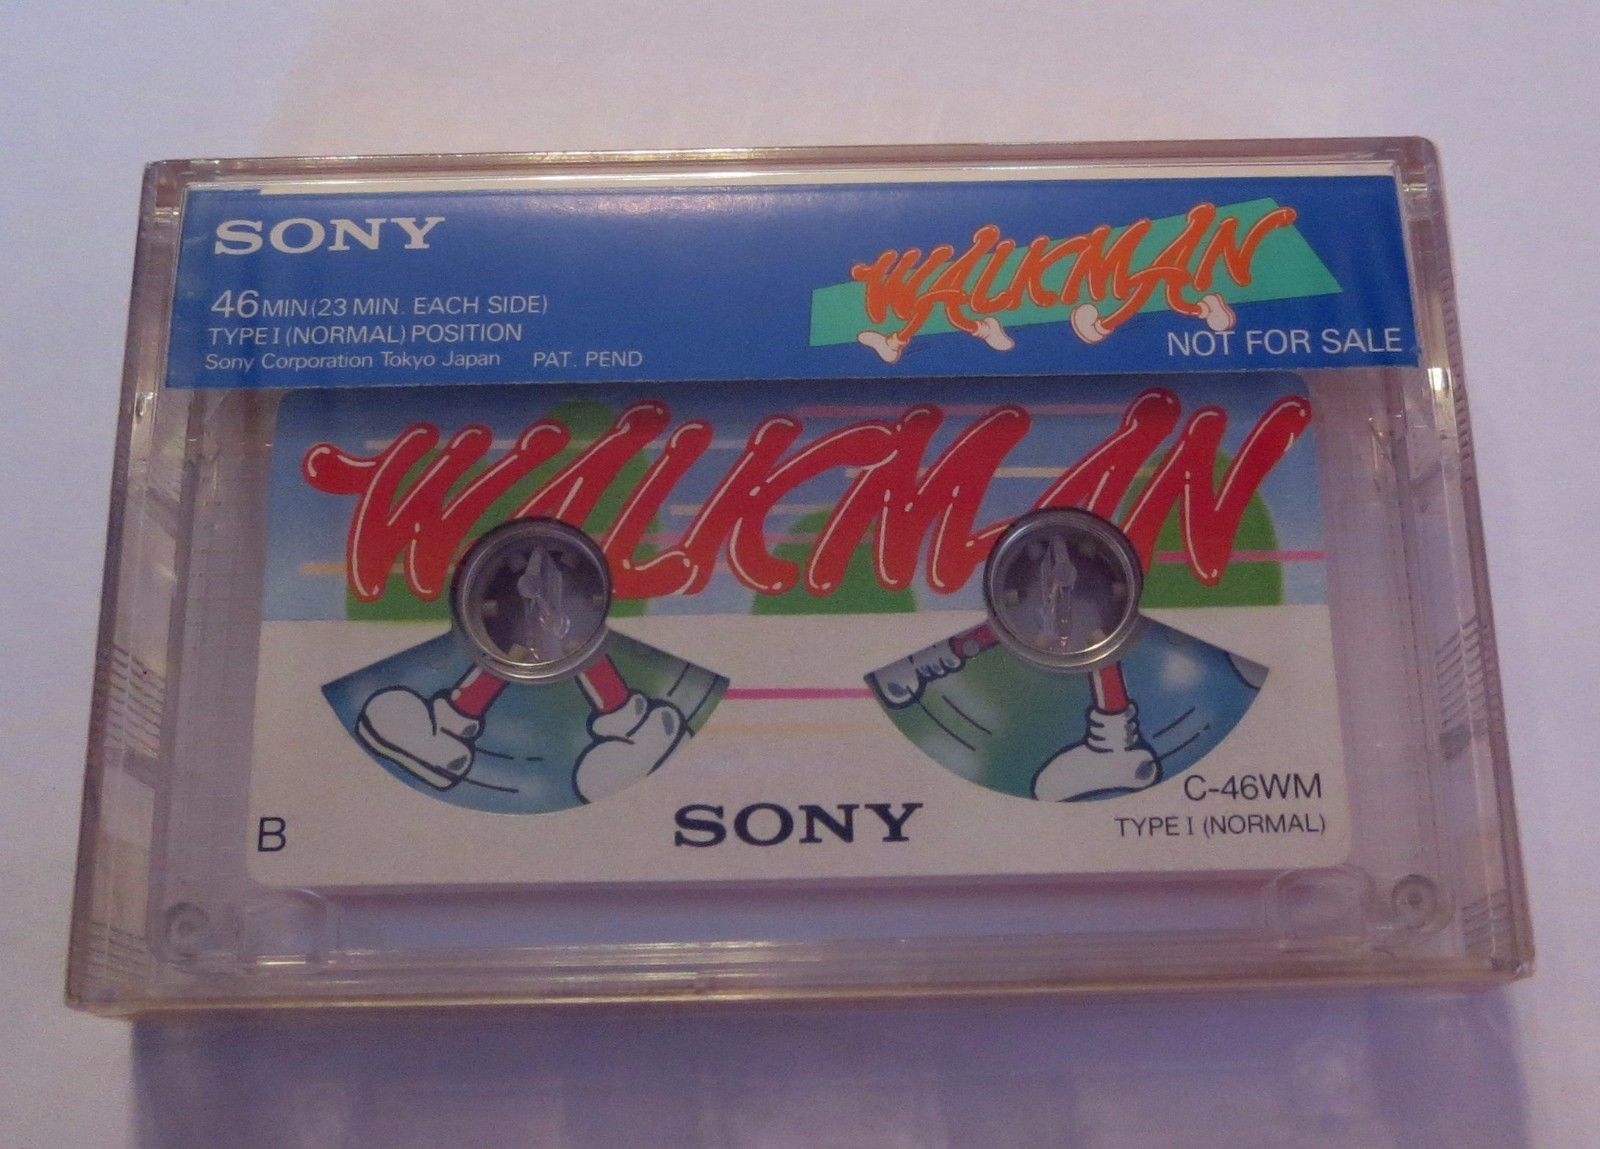 SONY
WALKMAN
46 MIN (23 MIN. EACH SIDE)
TYPE I (NORMAL) POSITION
NOT FOR SALE
Sony Corporation Tokyo Japan PAT. PEND
WALKMAN
C-46WM
B
SONY
TYPE I (NORMAL)